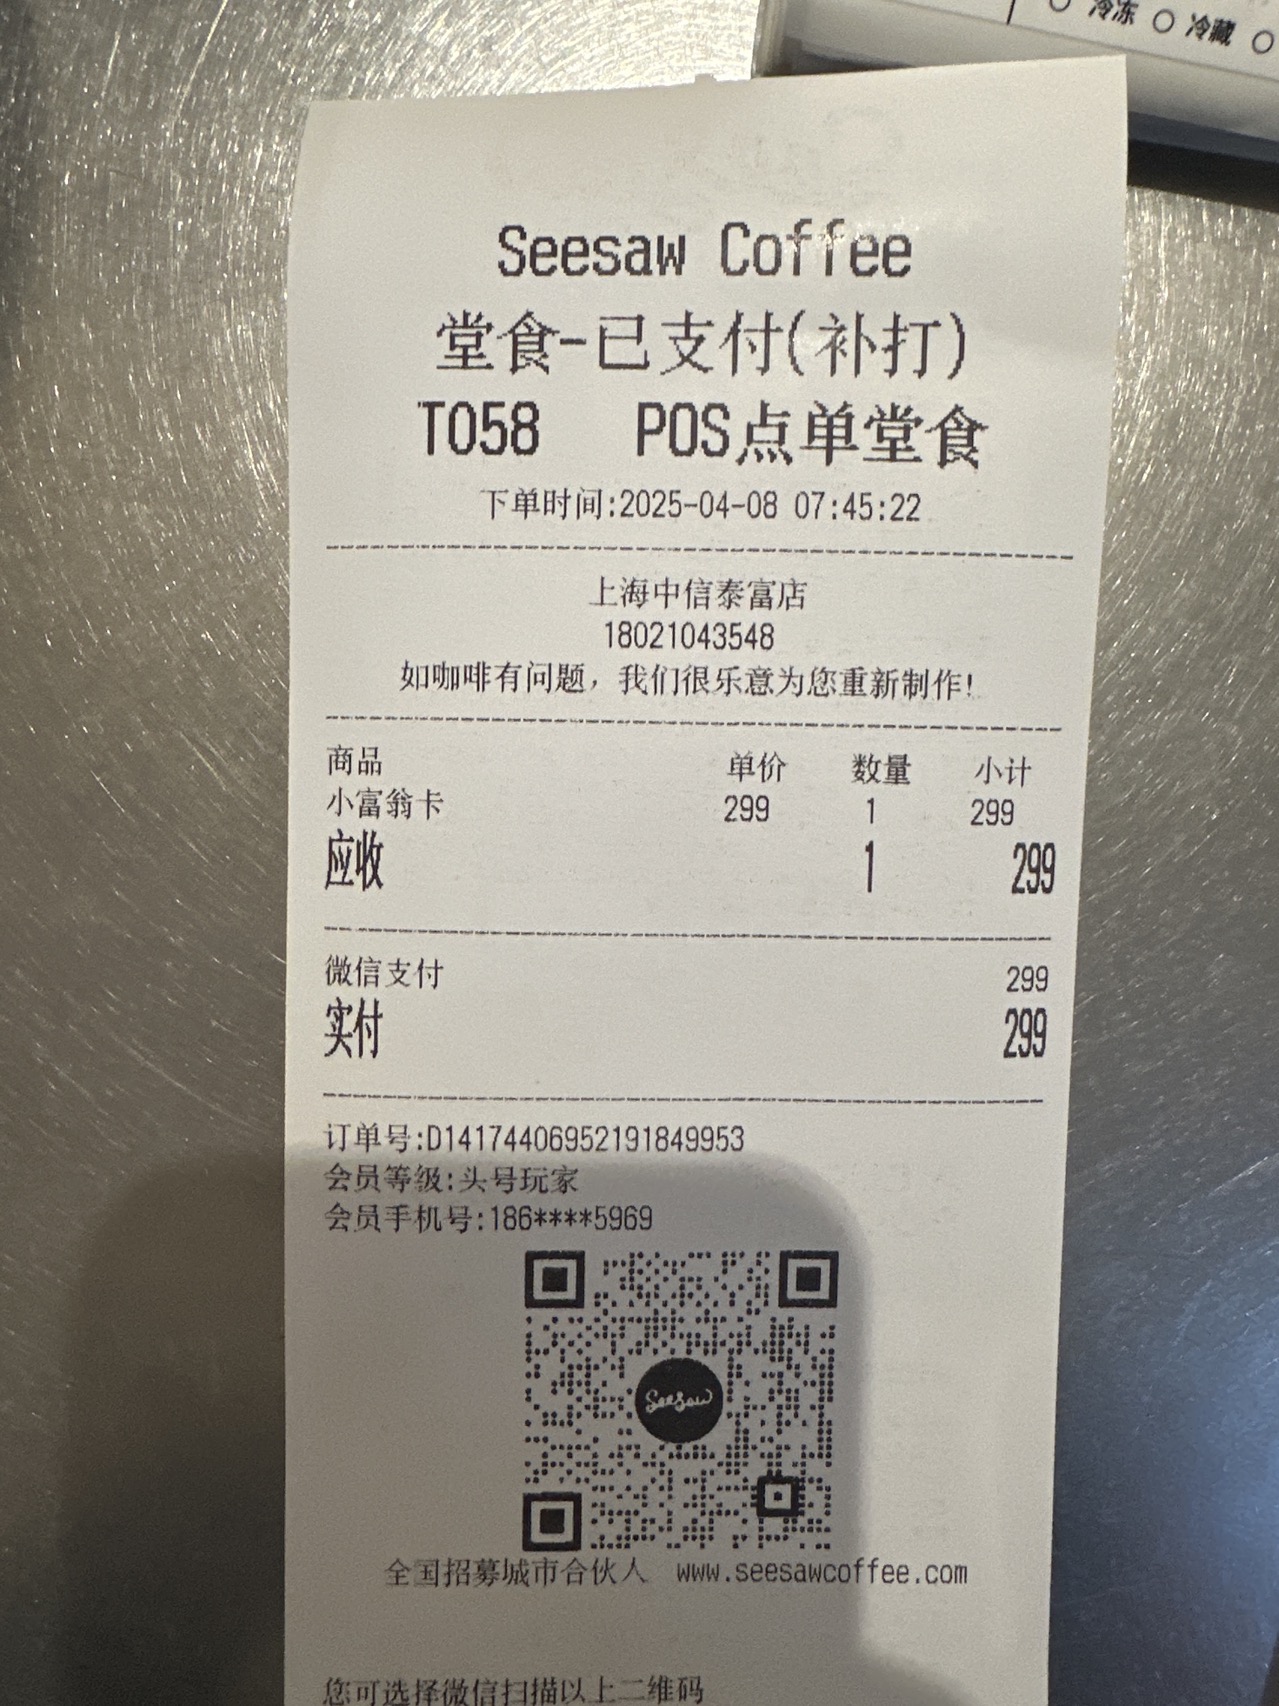 ○ 冷冻 ○ 冷藏 ○
Seesaw Coffee
堂食-已支付(补打)
T058 POS点单堂食
下单时间:2025-04-08 07:45:22
上海中信泰富店
18021043548
如咖啡有问题，我们很乐意为您重新制作!
商品 单价 数量 小计
小富翁卡 299 1 299
应收 1 299
微信支付 299
实付 299
订单号:D14174406952191849953
会员等级:头号玩家
会员手机号:186****5969
Seesaw
全国招募城市合伙人 www.seesawcoffee.com
您可选择微信扫描以上二维码